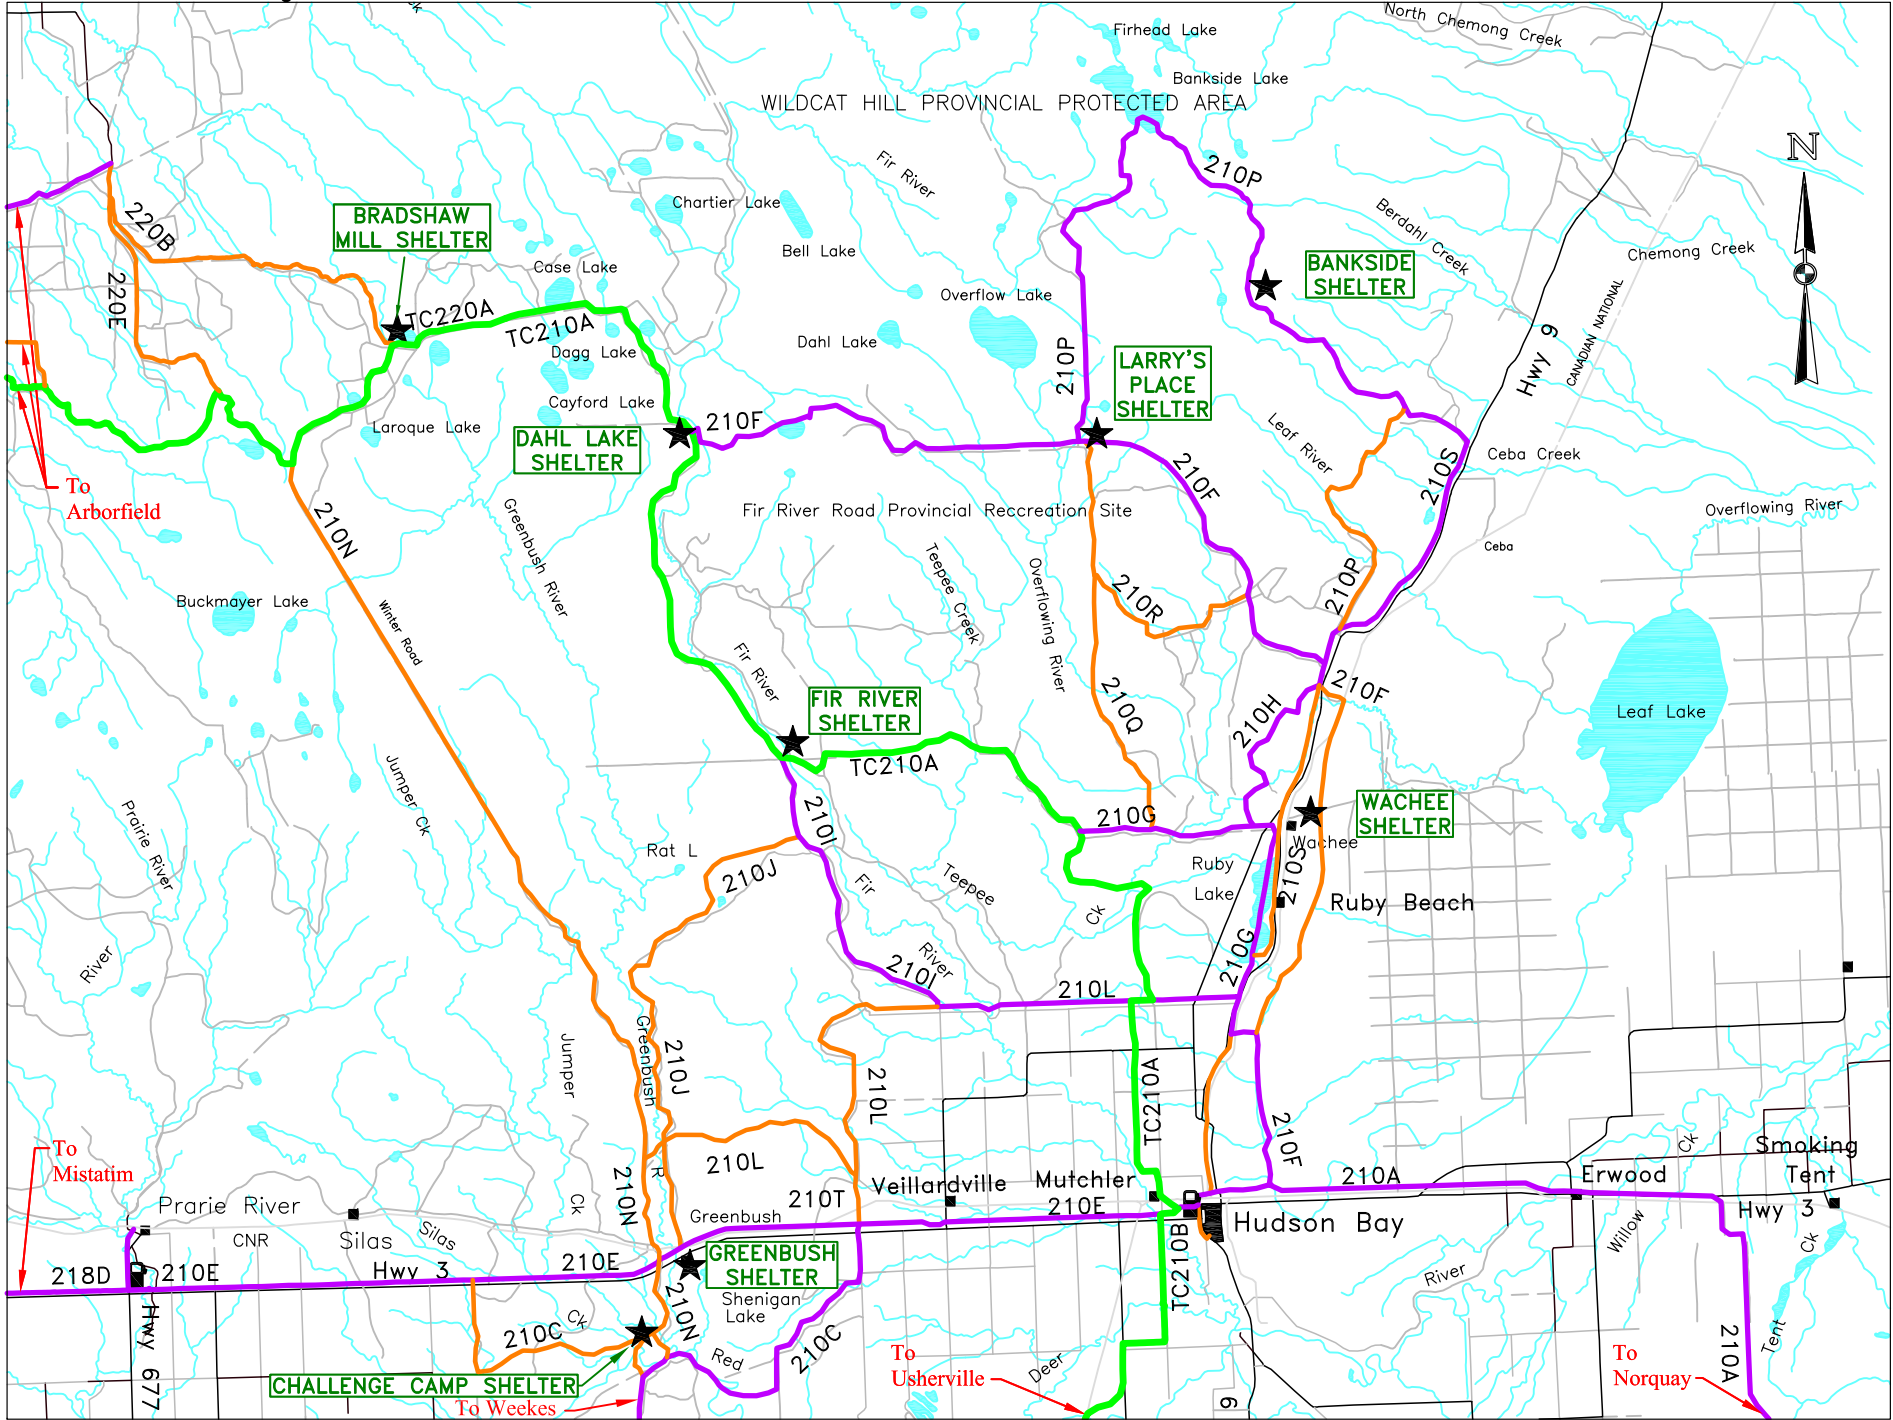 Firhead Lake
North Chemong Creek
Bankside Lake
WILDCAT HILL PROVINCIAL PROTECTED AREA
N
Fir River
210P
Chartier Lake
Berdahl Creek
Chemong Creek
220B
BRADSHAW
MILL SHELTER
Bell Lake
Case Lake
BANKSIDE
SHELTER
220E
Overflow Lake
CANADIAN NATIONAL
Hwy 9
TC220A
TC210A
Dagg Lake
Dahl Lake
210P
LARRY'S
PLACE
SHELTER
Cayford Lake
Laroque Lake
DAHL LAKE
SHELTER
210F
Leaf River
210F
210S
Ceba Creek
To
Arborfield
210N
Greenbush River
Fir River Road Provincial Reccreation Site
Overflowing River
Teepee Creek
Overflowing River
Ceba
Buckmayer Lake
Winter Road
210R
210P
Fir River
FIR RIVER
SHELTER
210Q
210H
210F
Leaf Lake
Jumper Ck
TC210A
Prairie River
210I
210G
WACHEE
SHELTER
Wachee
Rat L
210J
Fir
Teepee
Ck
Ruby
Lake
210S
Ruby Beach
River
210I
River
210G
210L
Jumper
Greenbush
210J
210L
TC210A
210F
To
Mistatim
Ck
Smoking
Tent
210L
R
210N
Veillardville
Mutchler
210A
Erwood
Prarie River
Ck
210T
210E
Hwy 3
CNR
Silas
Silas
Greenbush
Hudson Bay
Willow
Ck
218D
210E
Hwy 3
210E
GREENBUSH
SHELTER
TC210B
River
Hwy 677
Ck
210C
210N
Shenigan
Lake
210C
Red
To
Usherville
Deer
To
Norquay
210A
Tent
CHALLENGE CAMP SHELTER
To Weekes
9